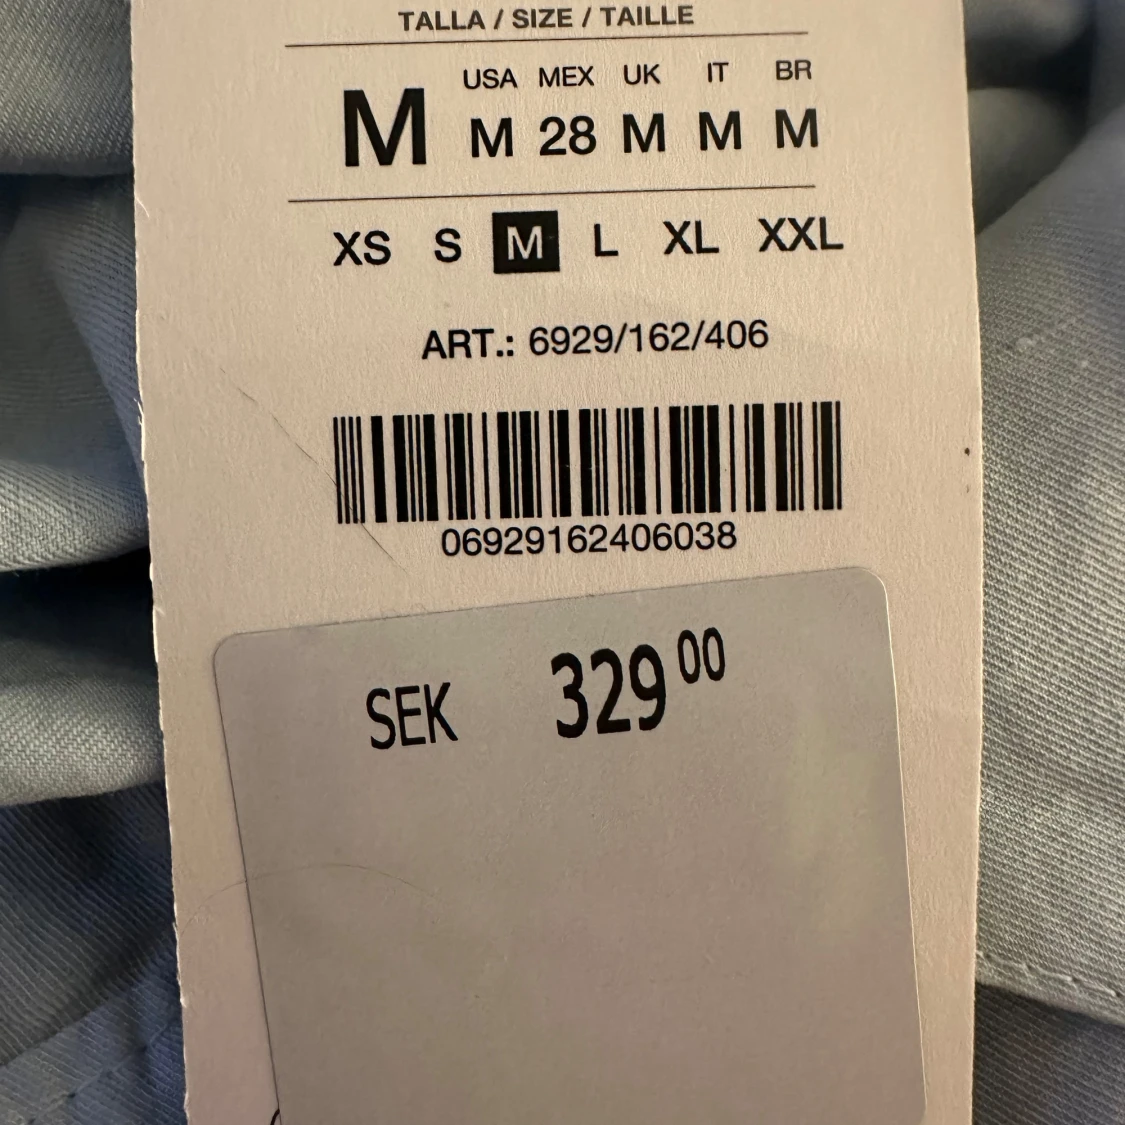 TALLA / SIZE / TAILLE
USA MEX UK IT BR
M M 28 M M M
XS S M L XL XXL
ART.: 6929/162/406
06929162406038
SEK 329 00